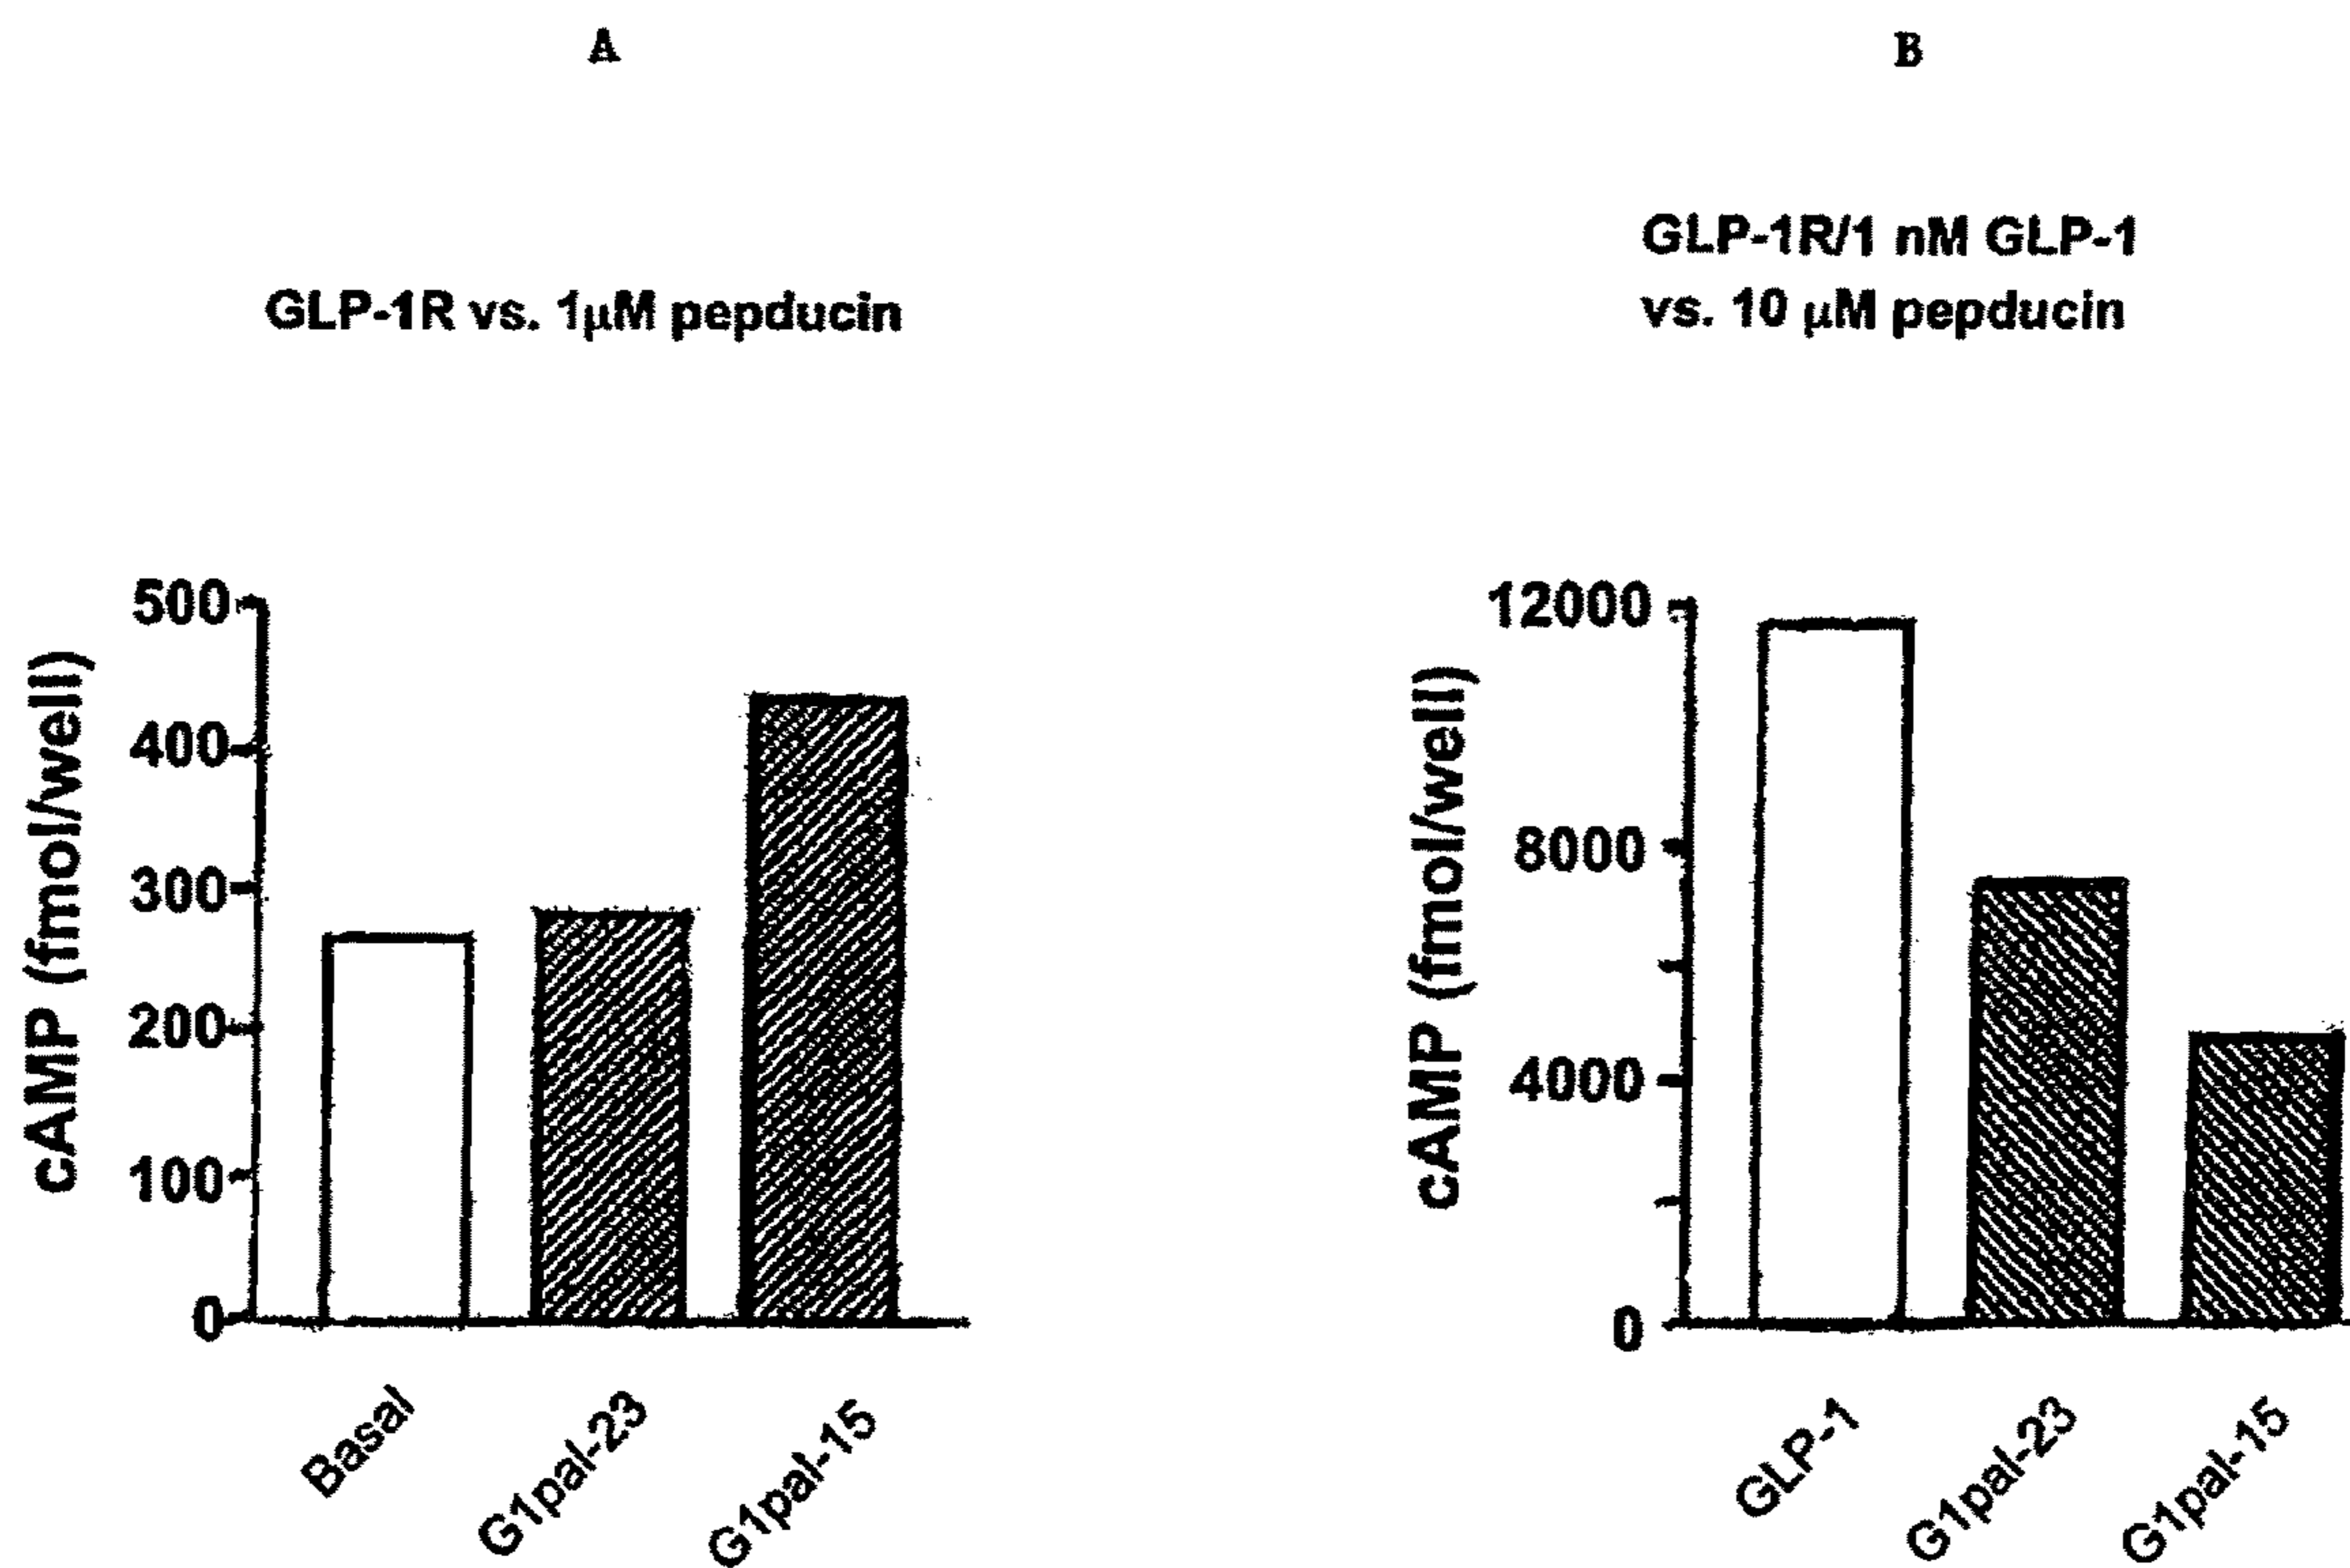 A
GLP-1R vs. 1μM pepducin
cAMP (fmol/well)
500
400
300
200
100
0
Basal
G1pal-23
G1pal-15
B
GLP-1R/1 nM GLP-1
vs. 10 μM pepducin
cAMP (fmol/well)
12000
8000
4000
0
GLP-1
G1pal-23
G1pal-15